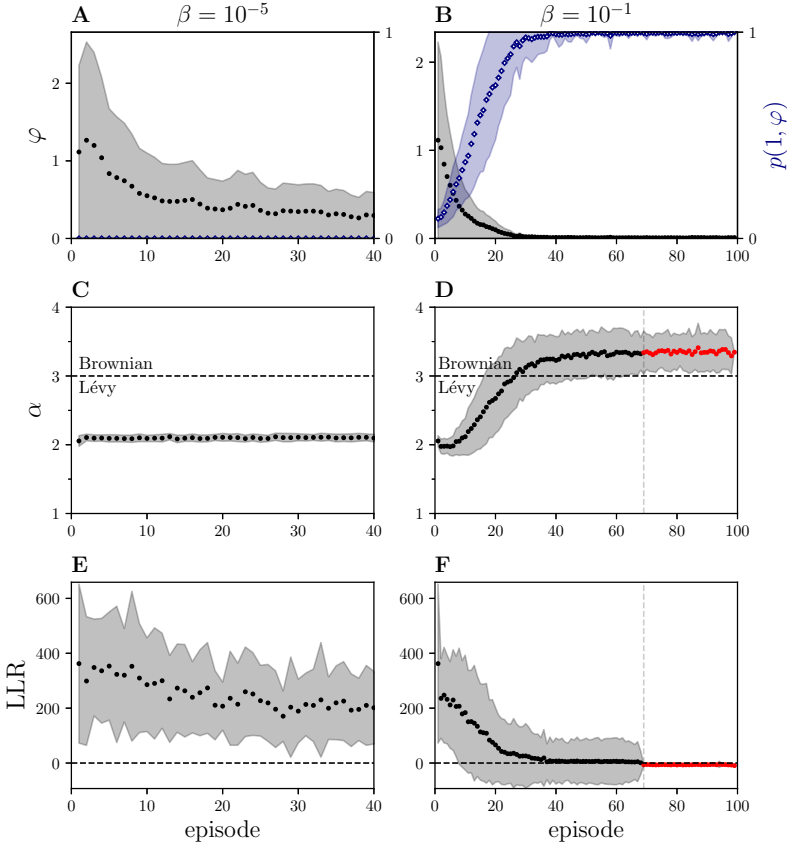 A β = 10⁻⁵ B β = 10⁻¹
2 1 0 φ 1 0
0 10 20 30 40
2 1 0 1 0 p(1, φ)
0 20 40 60 80 100
C D
4 3 2 1 α
Brownian
Lévy
0 10 20 30 40
4 3 2 1
Brownian
Lévy
0 20 40 60 80 100
E F
600 400 200 0 LLR
0 10 20 30 40
episode
600 400 200 0
0 20 40 60 80 100
episode